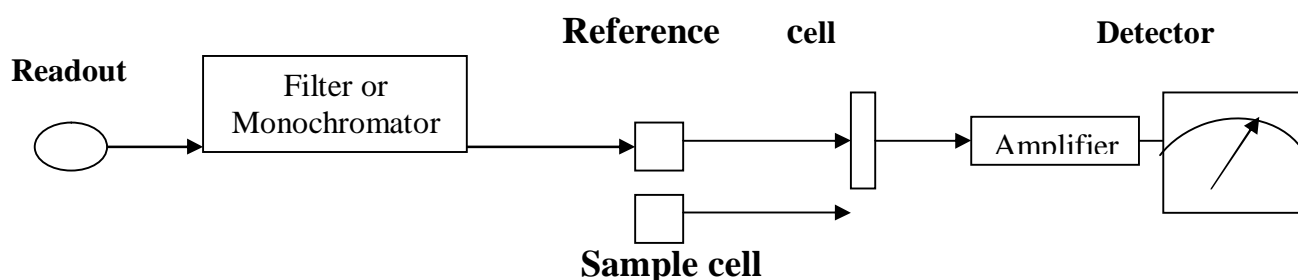 Reference cell Detector
Readout
Filter or
Monochromator
Amplifier
Sample cell